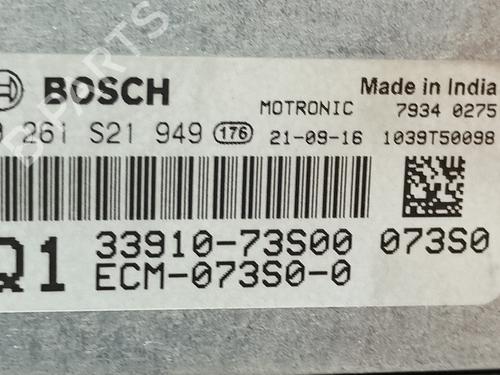 BOSCH
Made in India
MOTRONIC
7934 0275
261 S21 949 176 21-09-16 1039T50098
Q1 33910-73S00 073S0
ECM-073S0-0